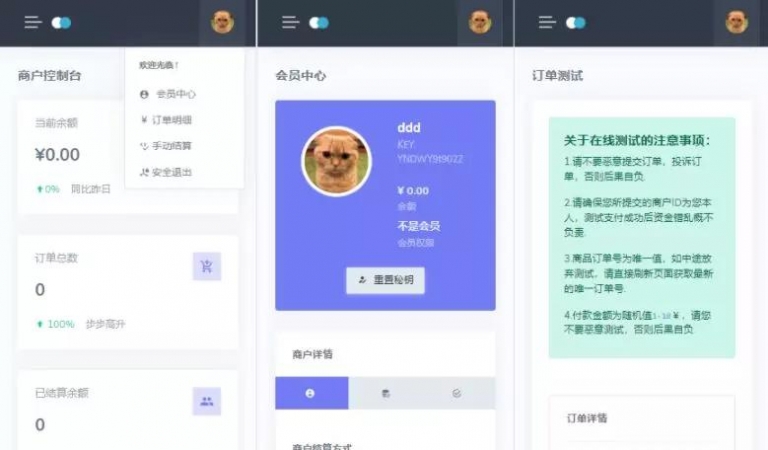 商户控制台
欢迎光临！
会员中心
¥ 订单明细
手动结算
安全退出
当前余额
¥0.00
0% 同比昨日
订单总数
0
100% 步步高升
已结算余额
0
会员中心
ddd
KEY:
¥ 0.00
余额
不是会员
会员权限
重置秘钥
商户详情
商户结算方式
订单测试
关于在线测试的注意事项：
1.请不要恶意提交订单，投诉订
单，否则后果自负.
2.请确保您所提交的商户ID为您本
人，测试支付成功后资金错乱概不
负责.
3.商品订单号为唯一值，如中途放
弃测试，请直接刷新页面获取最新
的唯一订单号.
4.付款金额为随机值1-10￥，请您
不要恶意测试，否则后果自负
订单详情